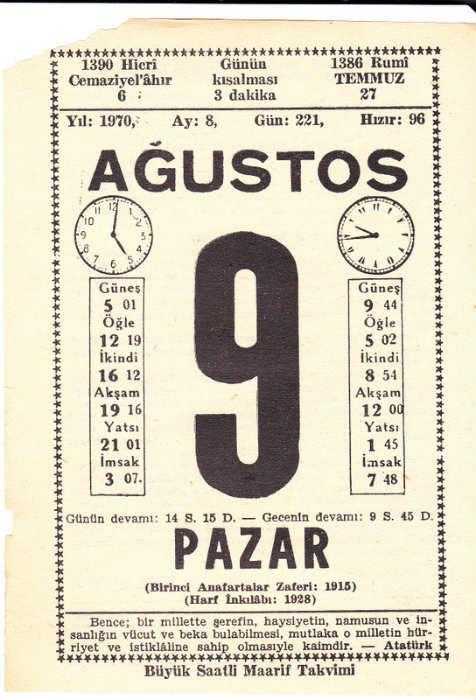 1390 Hicrî Günün 1386 Rumî
Cemaziyel'âhır kısalması TEMMUZ
6 3 dakika 27
Yıl: 1970, Ay: 8, Gün: 221, Hızır: 96
AĞUSTOS
9
Güneş
5 01
Öğle
12 19
İkindi
16 12
Akşam
19 16
Yatsı
21 01
İmsak
3 07
Güneş
9 44
Öğle
5 02
İkindi
8 54
Akşam
12 00
Yatsı
1 45
İmsak
7 48
Günün devamı: 14 S. 15 D. — Gecenin devamı: 9 S. 45 D.
PAZAR
(Birinci Anafartalar Zaferi: 1915)
(Harf İnkılâbı: 1928)
Bence; bir millette şerefin, haysiyetin, namusun ve in-
sanlığın vücut ve beka bulabilmesi, mutlaka o milletin hür-
riyet ve istiklâline sahip olmasıyle kaimdir. — Atatürk
Büyük Saatli Maarif Takvimi